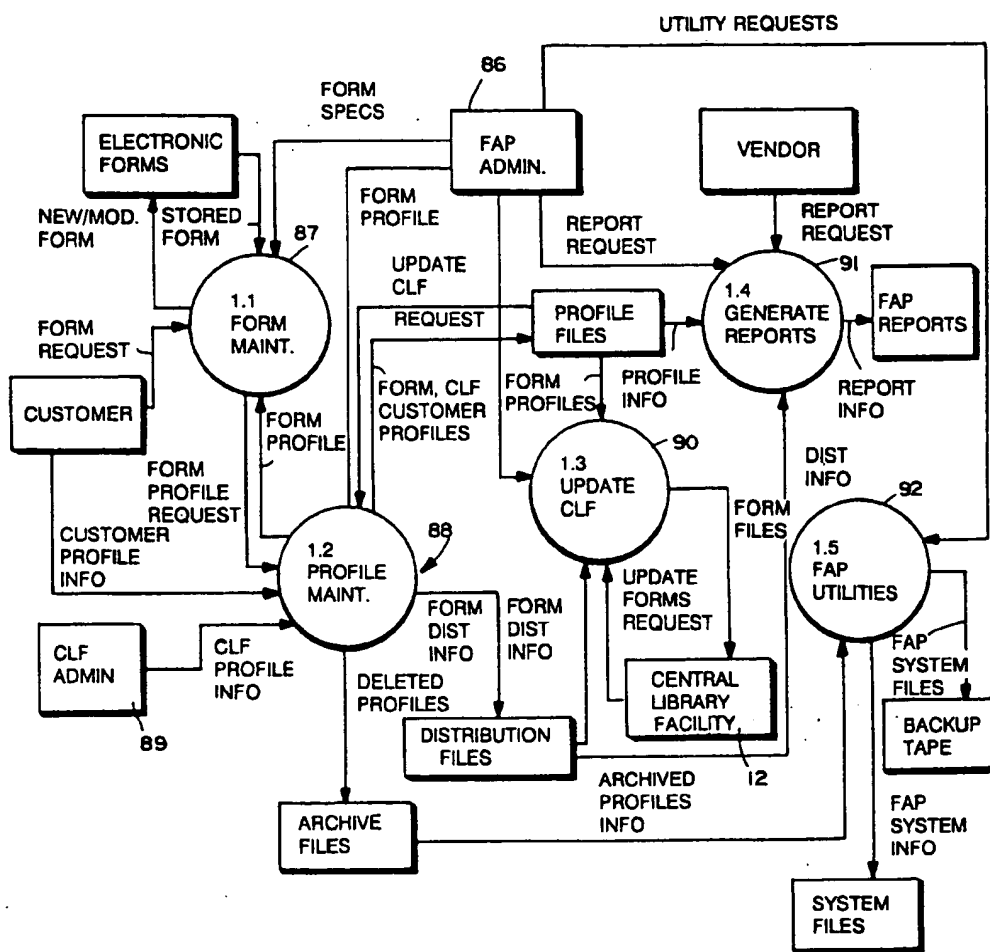 UTILITY REQUESTS
86
FORM
SPECS
ELECTRONIC
FORMS
FAP
ADMIN.
VENDOR
NEW/MOD.
FORM
STORED
FORM
87
FORM
PROFILE
REPORT
REQUEST
REPORT
REQUEST
91
UPDATE
CLF
REQUEST
1.1
FORM
MAINT.
PROFILE
FILES
1.4
GENERATE
REPORTS
FAP
REPORTS
FORM
REQUEST
CUSTOMER
FORM
PROFILE
FORM, CLF
CUSTOMER
PROFILES
FORM
PROFILES
PROFILE
INFO
REPORT
INFO
90
FORM
PROFILE
REQUEST
1.3
UPDATE
CLF
DIST
INFO
FORM
FILES
92
CUSTOMER
PROFILE
INFO
88
1.2
PROFILE
MAINT.
1.5
FAP
UTILITIES
UPDATE
FORMS
REQUEST
FORM
DIST
INFO
FORM
DIST
INFO
CLF
ADMIN
CLF
PROFILE
INFO
89
DELETED
PROFILES
CENTRAL
LIBRARY
FACILITY
12
FAP
SYSTEM
FILES
BACKUP
TAPE
DISTRIBUTION
FILES
ARCHIVED
PROFILES
INFO
ARCHIVE
FILES
FAP
SYSTEM
INFO
SYSTEM
FILES